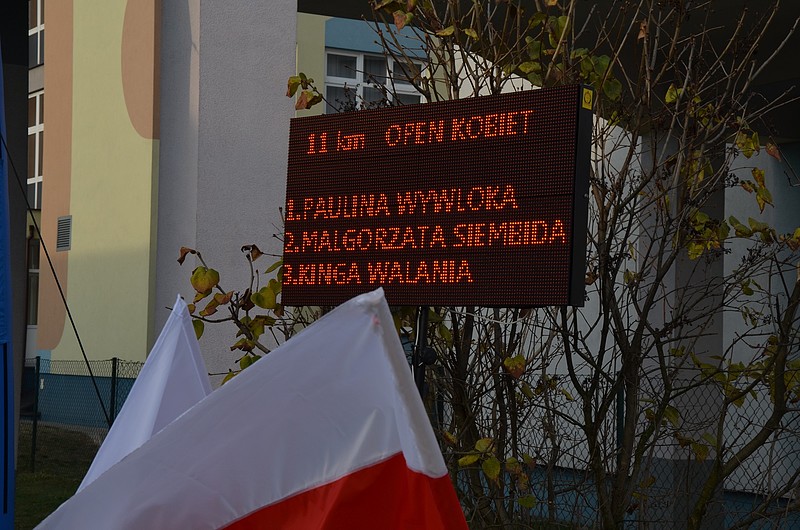 11 km OPEN KOBIET
1.PAULINA WYWLOKA
2.MALGORZATA SIEMBIDA
3.KINGA WALANIA